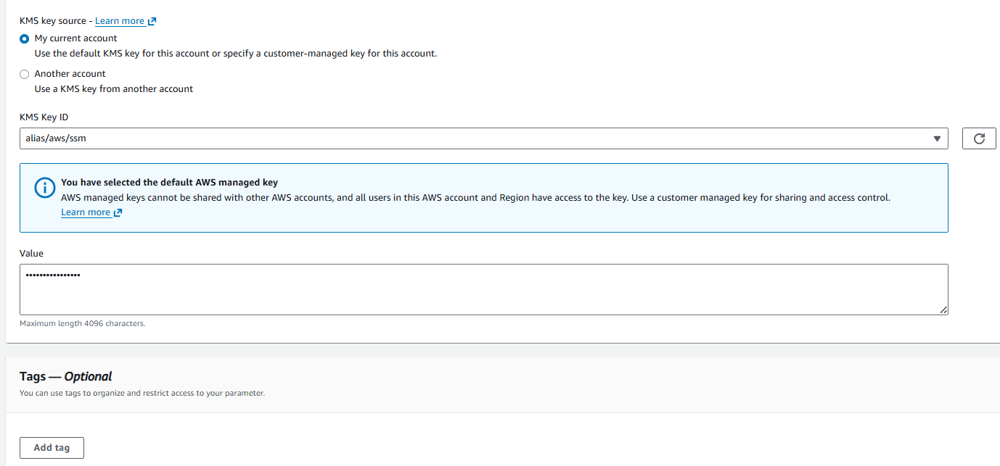 KMS key source - Learn more
My current account
Use the default KMS key for this account or specify a customer-managed key for this account.
Another account
Use a KMS key from another account
KMS Key ID
alias/aws/ssm
You have selected the default AWS managed key
AWS managed keys cannot be shared with other AWS accounts, and all users in this AWS account and Region have access to the key. Use a customer managed key for sharing and access control.
Learn more
Value
••••••••••••••••
Maximum length 4096 characters.
Tags — Optional
You can use tags to organize and restrict access to your parameter.
Add tag